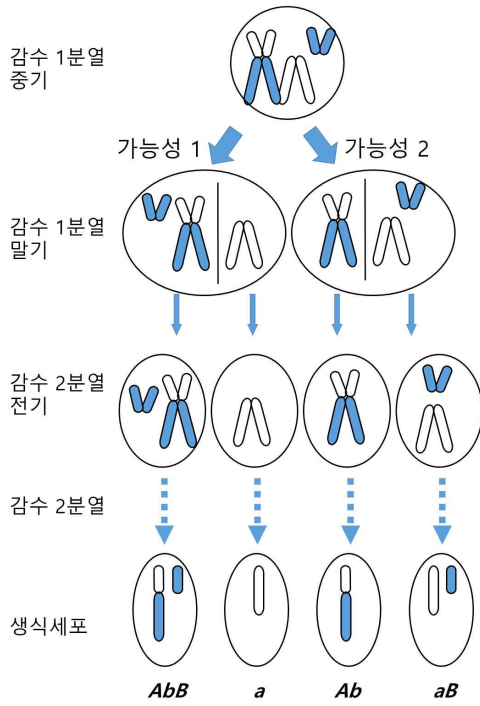 감수 1분열
중기
가능성 1
가능성 2
감수 1분열
말기
감수 2분열
전기
감수 2분열
생식세포
AbB
a
Ab
aB